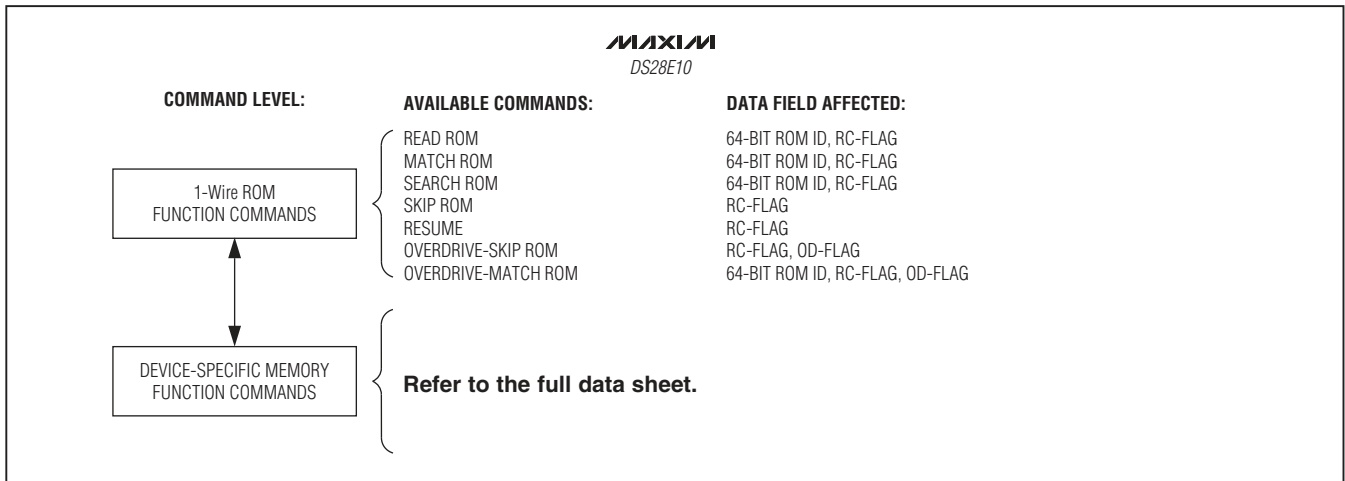 MAXIM
DS28E10
COMMAND LEVEL: AVAILABLE COMMANDS: DATA FIELD AFFECTED:
1-Wire ROM
FUNCTION COMMANDS
READ ROM 64-BIT ROM ID, RC-FLAG
MATCH ROM 64-BIT ROM ID, RC-FLAG
SEARCH ROM 64-BIT ROM ID, RC-FLAG
SKIP ROM RC-FLAG
RESUME RC-FLAG
OVERDRIVE-SKIP ROM RC-FLAG, OD-FLAG
OVERDRIVE-MATCH ROM 64-BIT ROM ID, RC-FLAG, OD-FLAG
DEVICE-SPECIFIC MEMORY
FUNCTION COMMANDS
Refer to the full data sheet.